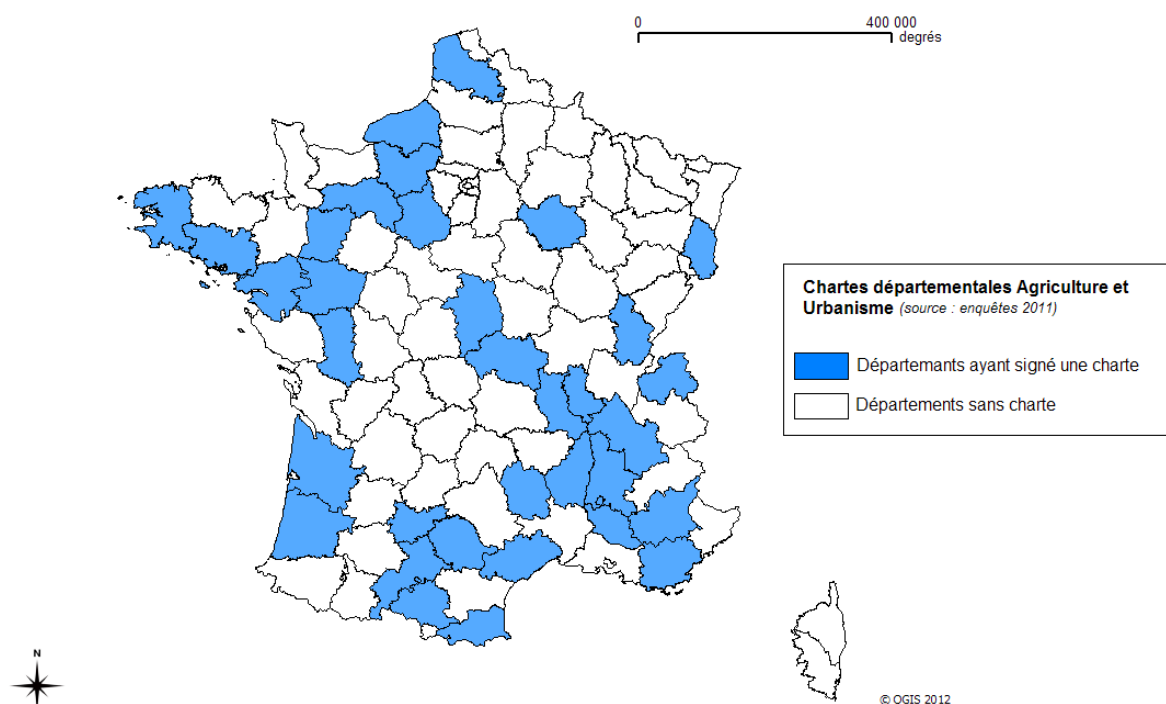 0 400 000
degrés
Chartes départementales Agriculture et
Urbanisme (source : enquêtes 2011)
Départemants ayant signé une charte
Départements sans charte
N
© OGIS 2012